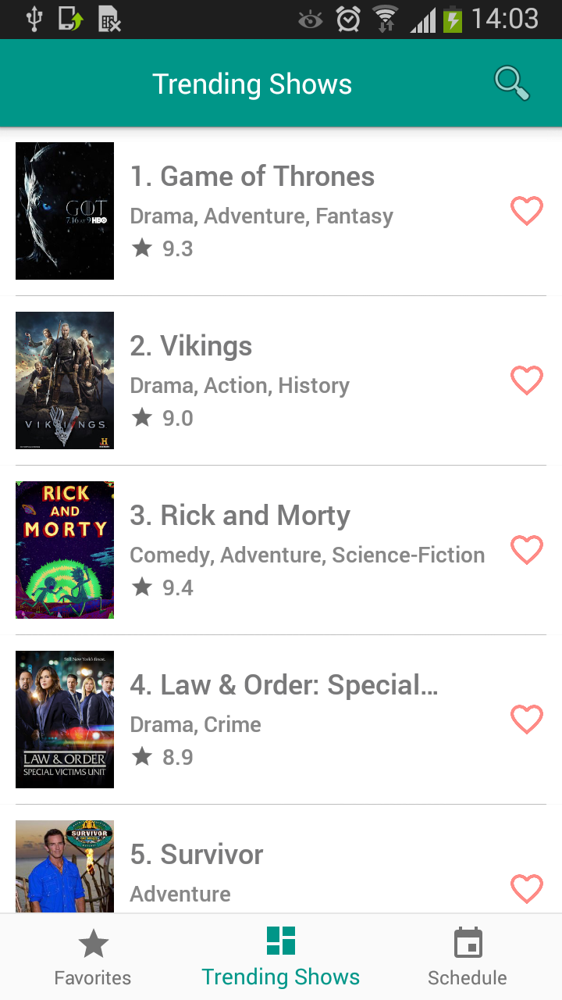 14:03
Trending Shows
GOT
7.16 AT 9 HBO
1. Game of Thrones
Drama, Adventure, Fantasy
9.3
VIKINGS
H
2. Vikings
Drama, Action, History
9.0
RICK
AND
MORTY
3. Rick and Morty
Comedy, Adventure, Science-Fiction
9.4
Still New York's finest.
LAW & ORDER
SPECIAL VICTIMS UNIT
4. Law & Order: Special...
Drama, Crime
8.9
SURVIVOR
5. Survivor
Adventure
Favorites
Trending Shows
Schedule